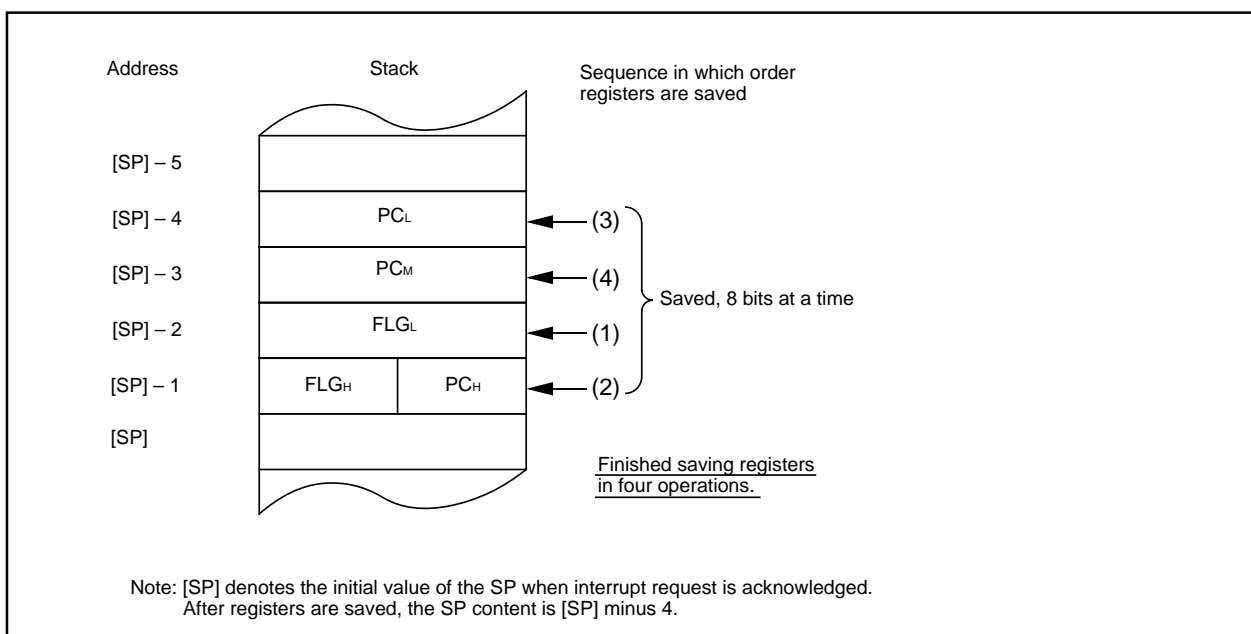 Address
Stack
Sequence in which order
registers are saved
[SP] – 5
[SP] – 4
PCL
(3)
[SP] – 3
PCM
(4)
Saved, 8 bits at a time
[SP] – 2
FLGL
(1)
[SP] – 1
FLGH
PCH
(2)
[SP]
Finished saving registers
in four operations.
Note: [SP] denotes the initial value of the SP when interrupt request is acknowledged.
After registers are saved, the SP content is [SP] minus 4.